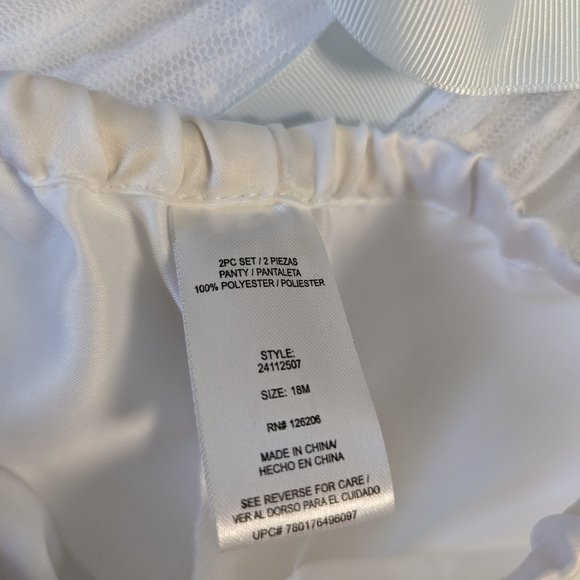 2PC SET / 2 PIEZAS
PANTY / PANTALETA
100% POLYESTER / POLIESTER
STYLE:
24112507
SIZE: 18M
RN# 126206
MADE IN CHINA/
HECHO EN CHINA
SEE REVERSE FOR CARE /
VER AL DORSO PARA EL CUIDADO
UPC# 780176496097